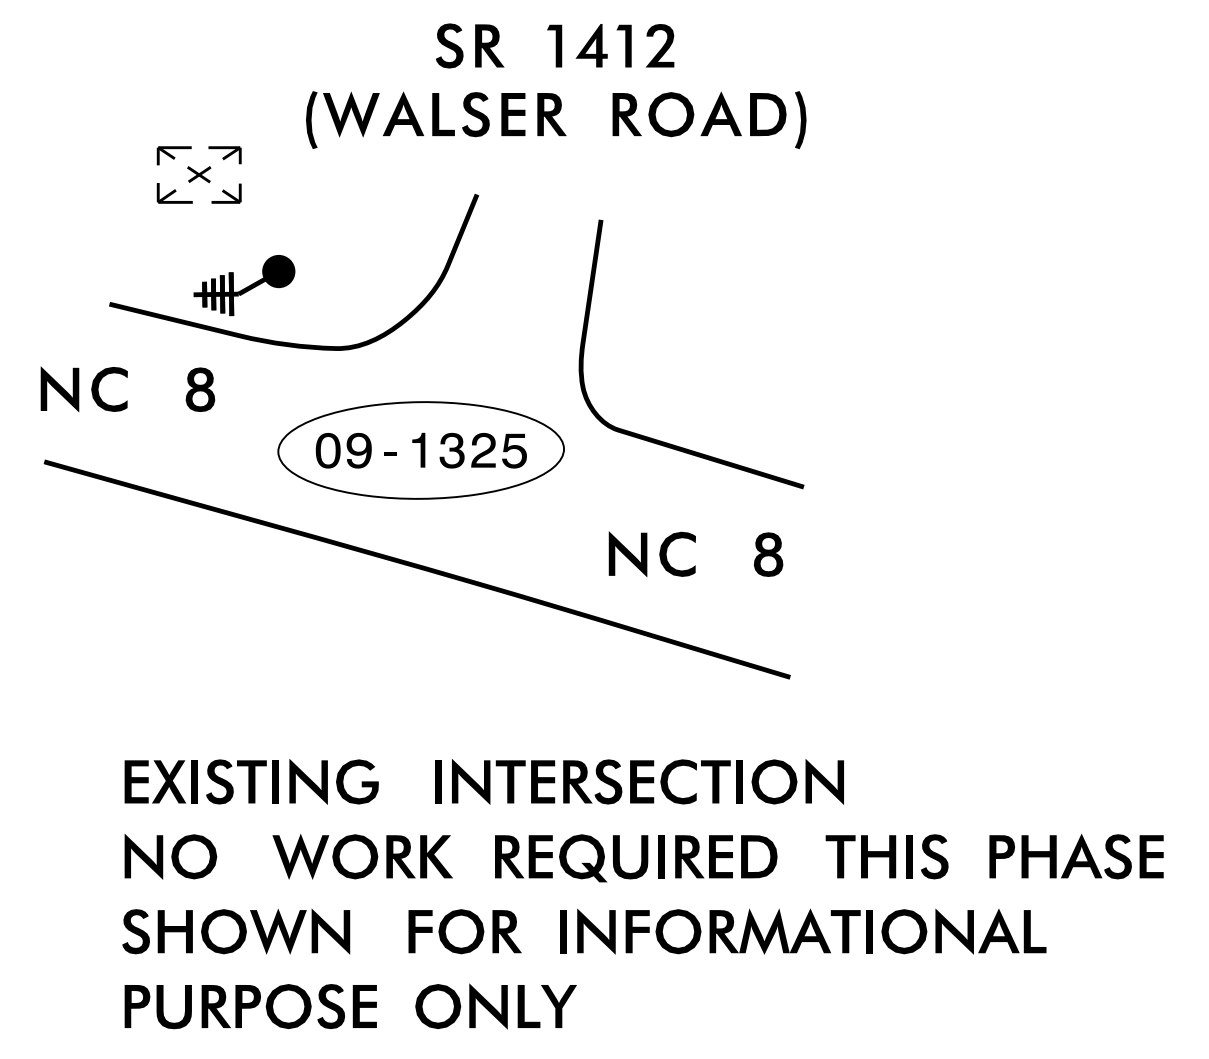 SR 1412
(WALSER ROAD)
NC 8
09-1325
NC 8
EXISTING INTERSECTION
NO WORK REQUIRED THIS PHASE
SHOWN FOR INFORMATIONAL
PURPOSE ONLY